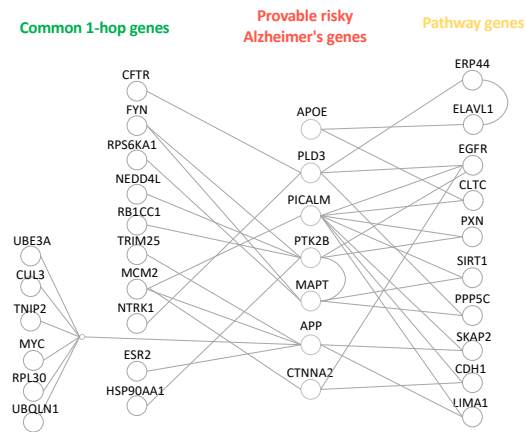 Common 1-hop genes
Provable risky
Alzheimer's genes
Pathway genes
UBE3A
CUL3
TNIP2
MYC
RPL30
UBQLN1
CFTR
FYN
RPS6KA1
NEDD4L
RB1CC1
TRIM25
MCM2
NTRK1
ESR2
HSP90AA1
APOE
PLD3
PICALM
PTK2B
MAPT
APP
CTNNA2
ERP44
ELAVL1
EGFR
CLTC
PXN
SIRT1
PPP5C
SKAP2
CDH1
LIMA1